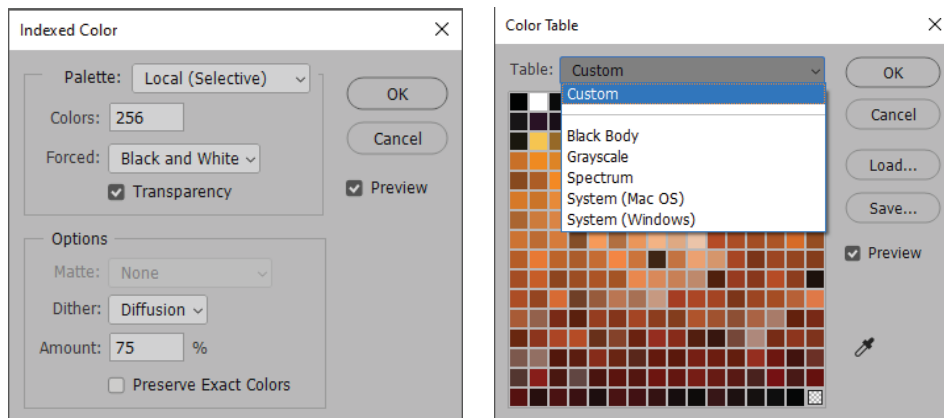 Indexed Color
Palette: Local (Selective)
Colors: 256
Forced: Black and White
Transparency
OK
Cancel
Preview
Options
Matte: None
Dither: Diffusion
Amount: 75 %
Preserve Exact Colors
Color Table
Table: Custom
Custom
Black Body
Grayscale
Spectrum
System (Mac OS)
System (Windows)
OK
Cancel
Load...
Save...
Preview